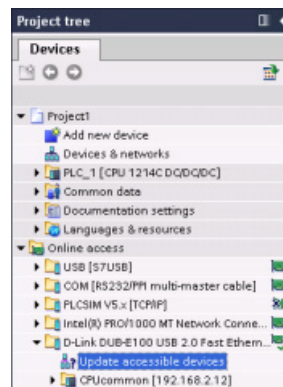 Project tree
Devices
Project1
Add new device
Devices & networks
PLC_1 [CPU 1214C DC/DC/DC]
Common data
Documentation settings
Languages & resources
Online access
USB [S7USB]
COM [RS232/PPI multi-master cable]
PLCSIM V5.x [TCP/IP]
Intel(R) PRO/1000 MT Network Conne...
D-Link DUB-E100 USB 2.0 Fast Ethern...
Update accessible devices
CPUcommon [192.168.2.12]